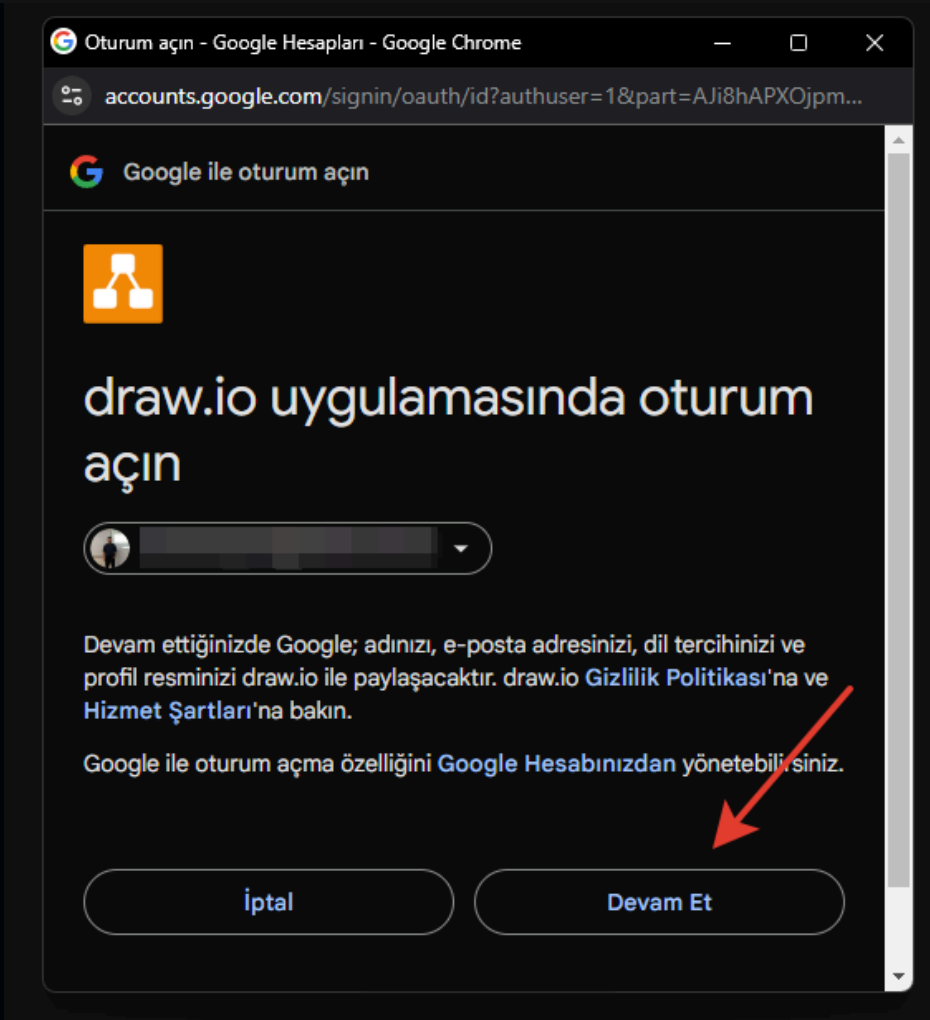 Oturum açın - Google Hesapları - Google Chrome
accounts.google.com/signin/oauth/id?authuser=1&part=AJi8hAPXOjpm...
Google ile oturum açın
draw.io uygulamasında oturum
açın
Devam ettiğinizde Google; adınızı, e-posta adresinizi, dil tercihinizi ve
profil resminizi draw.io ile paylaşacaktır. draw.io Gizlilik Politikası'na ve
Hizmet Şartları'na bakın.
Google ile oturum açma özelliğini Google Hesabınızdan yönetebilirsiniz.
İptal
Devam Et